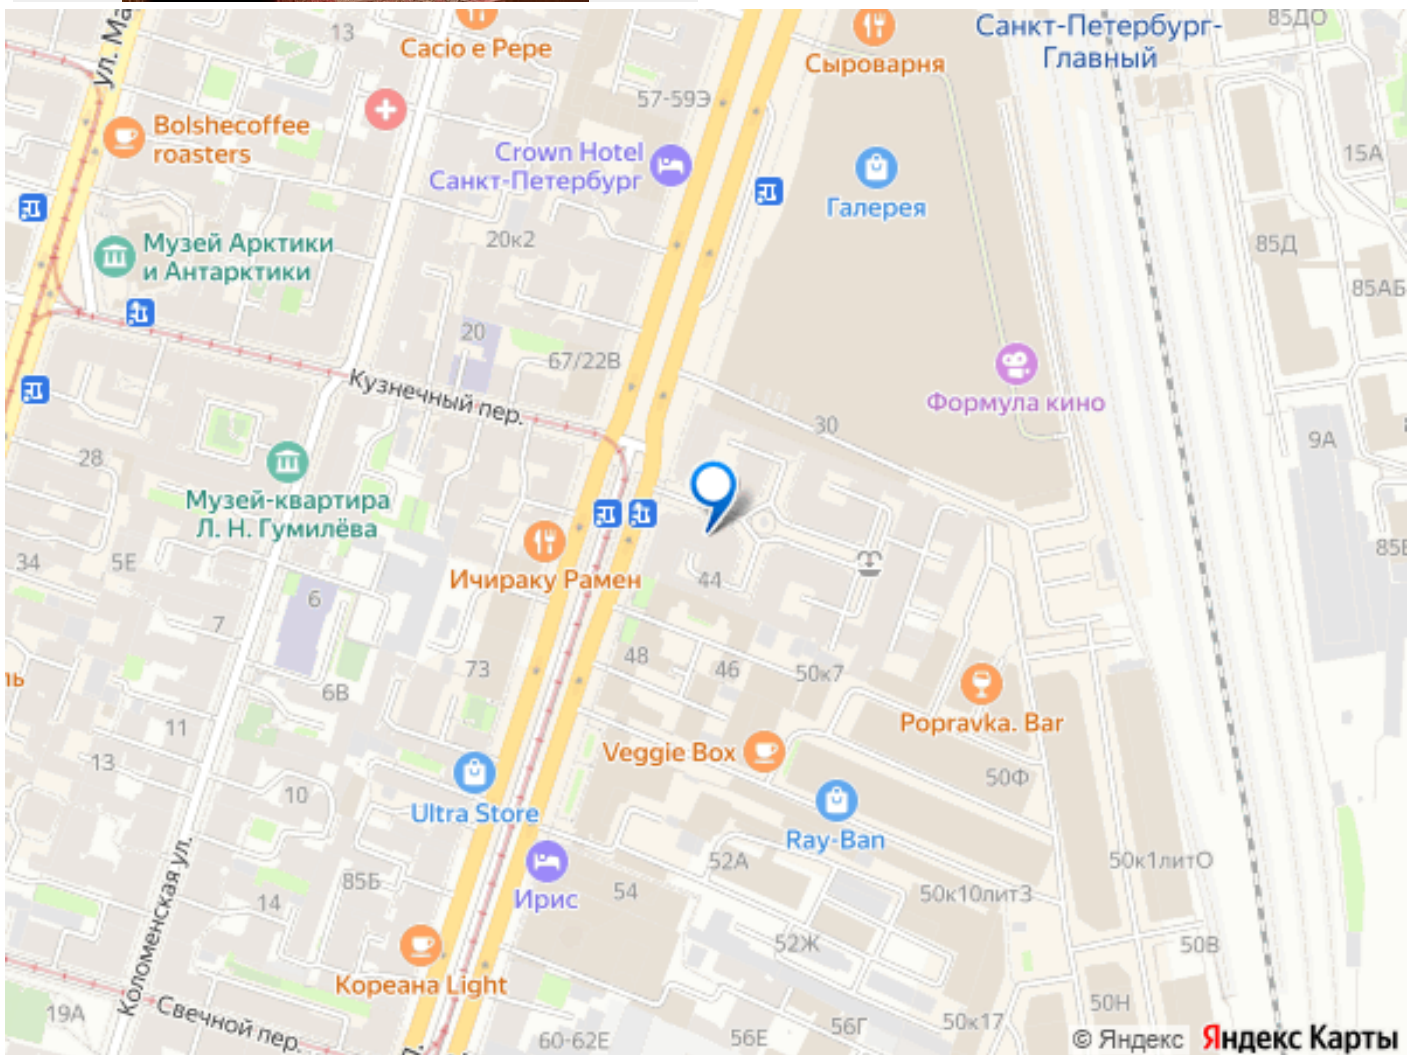 13
Cacio e Pepe
Сыроварня
Санкт-Петербург-
Главный
85ДО
ул. Ма
57-59Э
Bolshecoffee
roasters
Crown Hotel
Санкт-Петербург
Галерея
15А
Музей Арктики
и Антарктики
20к2
85Д
85АБ
20
67/22В
Кузнечный пер.
Формула кино
30
9А
28
Музей-квартира
Л. Н. Гумилёва
34
5Е
Ичираку Рамен
44
6
7
48
46
50к7
73
6В
Popravka. Bar
11
Veggie Box
13
50Ф
10
Ultra Store
Ray-Ban
50к1литО
52А
85Б
Ирис
54
50к10литЗ
14
Коломенская ул.
52Ж
50В
Кореана Light
19А
Свечной пер.
50Н
60-62Е
56Е
56Г
50к17
© Яндекс Яндекс Карты